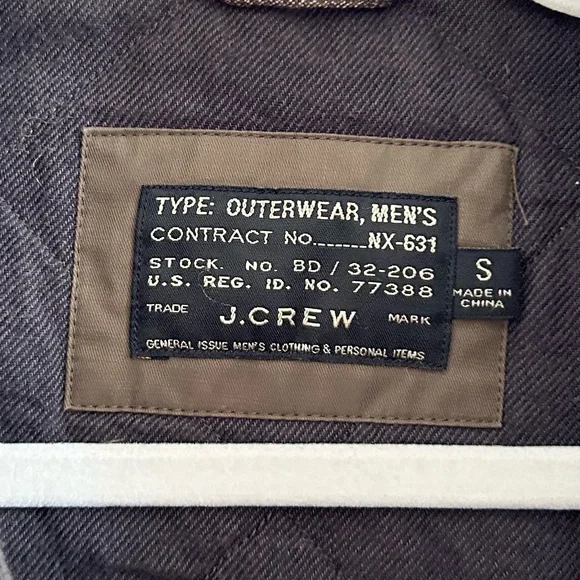 TYPE: OUTERWEAR, MEN'S
CONTRACT NO.......NX-631
STOCK. NO. BD / 32-206
U.S. REG. ID. NO. 77388
TRADE J.CREW MARK
GENERAL ISSUE MEN'S CLOTHING & PERSONAL ITEMS
S
MADE IN
CHINA